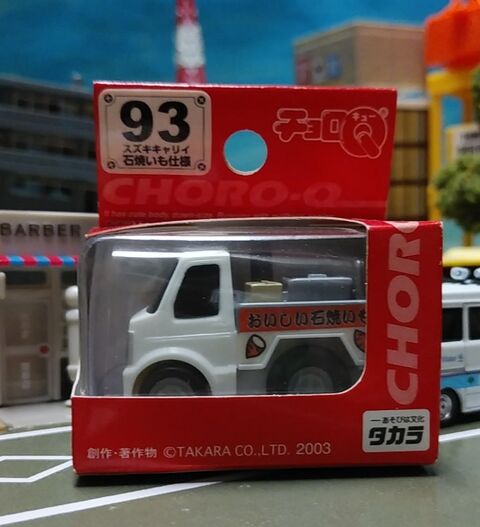 93
スズキキャリイ
石焼いも仕様
チョロQ
キュー
CHORO-Q
BARBER
おいしい石焼いも
CHORO
あそびは文化
タカラ
創作・著作物 ©TAKARA CO.,LTD. 2003